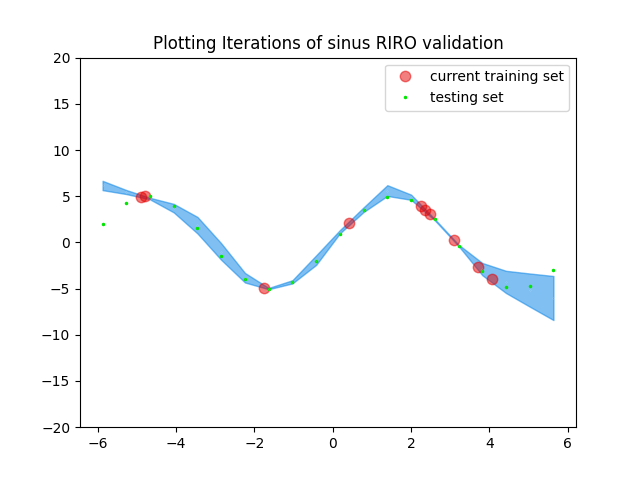 Plotting Iterations of sinus RIRO validation
current training set
testing set
20
15
10
5
0
−5
−10
−15
−20
−6 −4 −2 0 2 4 6